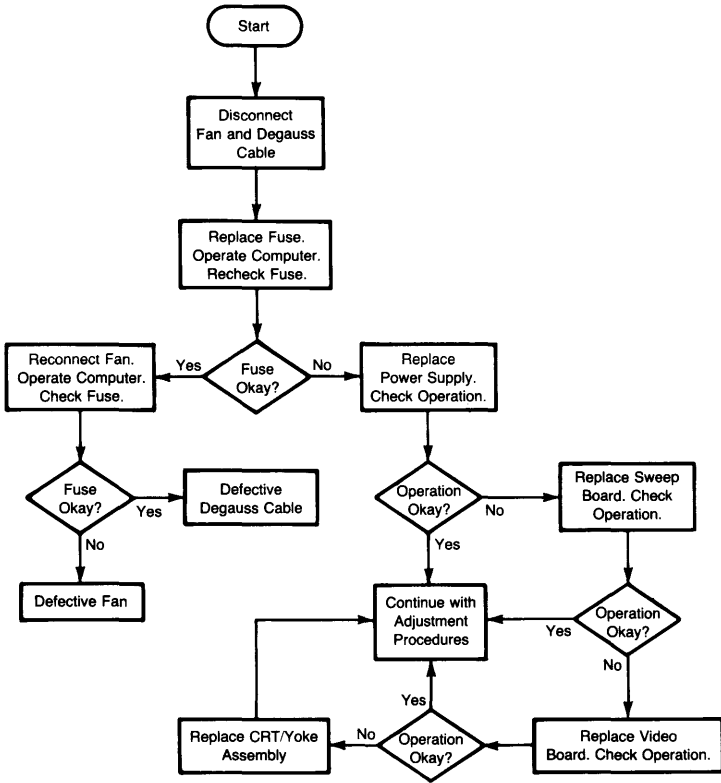 Start
Disconnect
Fan and Degauss
Cable
Replace Fuse.
Operate Computer.
Recheck Fuse.
Fuse
Okay?
Yes
No
Reconnect Fan.
Operate Computer.
Check Fuse.
Replace
Power Supply.
Check Operation.
Fuse
Okay?
Yes
No
Defective
Degauss Cable
Defective Fan
Operation
Okay?
No
Yes
Replace Sweep
Board. Check
Operation.
Continue with
Adjustment
Procedures
Operation
Okay?
Yes
No
Replace Video
Board. Check Operation.
Operation
Okay?
Yes
No
Replace CRT/Yoke
Assembly